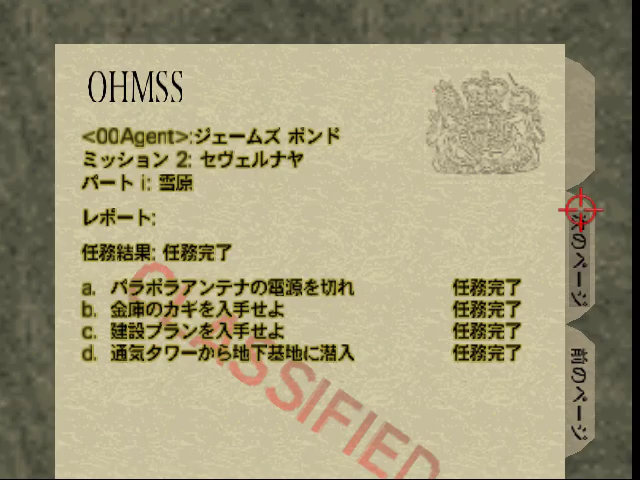 OHMSS
<00Agent>:ジェームズ ボンド
ミッション 2: セヴェルナヤ
パート i: 雪原
レポート:
任務結果: 任務完了
a. パラボラアンテナの電源を切れ 任務完了
b. 金庫のカギを入手せよ 任務完了
c. 建設プランを入手せよ 任務完了
d. 通気タワーから地下基地に潜入 任務完了
CLASSIFIED
次のページ
前のページ